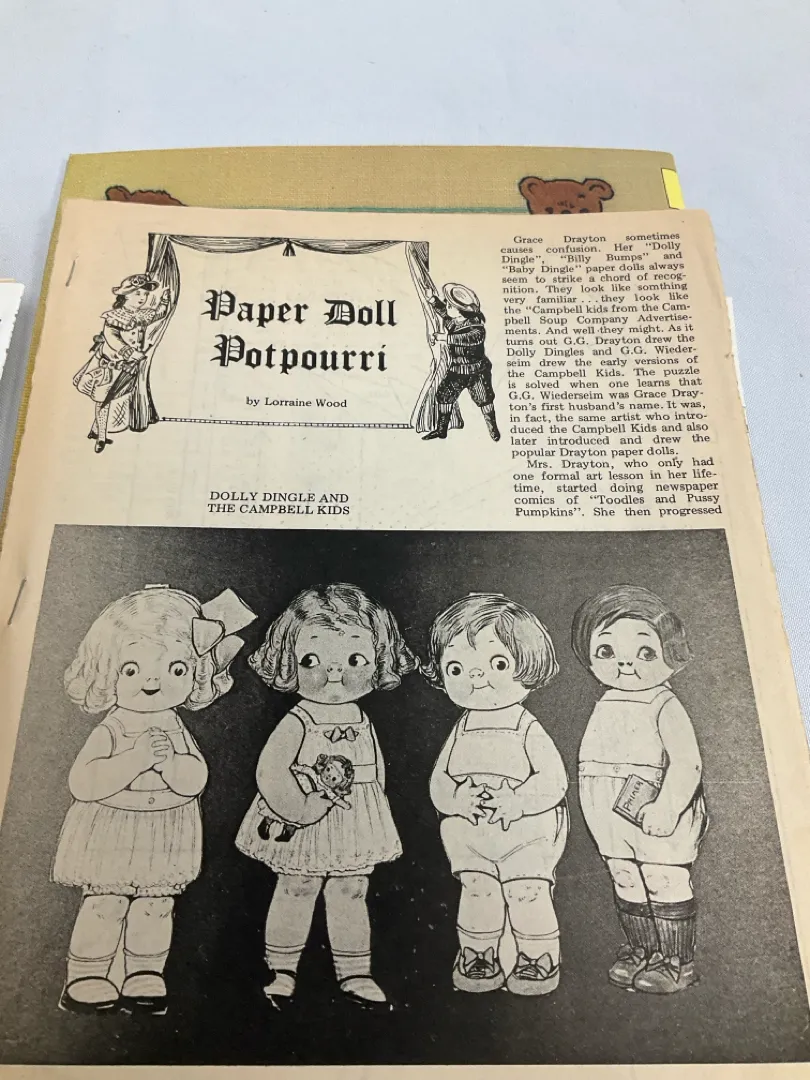 Paper Doll
Potpourri
by Lorraine Wood
DOLLY DINGLE AND
THE CAMPBELL KIDS
Grace Drayton sometimes
causes confusion. Her "Dolly
Dingle", "Billy Bumps" and
"Baby Dingle" paper dolls always
seem to strike a chord of recog-
nition. They look like somthing
very familiar . . . they look like
the "Campbell kids from the Cam-
pbell Soup Company Advertise-
ments. And well they might. As it
turns out G.G. Drayton drew the
Dolly Dingles and G.G. Wieder-
seim drew the early versions of
the Campbell Kids. The puzzle
is solved when one learns that
G.G. Wiederseim was Grace Dray-
ton's first husband's name. It was,
in fact, the same artist who intro-
duced the Campbell Kids and also
later introduced and drew the
popular Drayton paper dolls.
Mrs. Drayton, who only had
one formal art lesson in her life-
time, started doing newspaper
comics of "Toodles and Pussy
Pumpkins". She then progressed
PRIMER